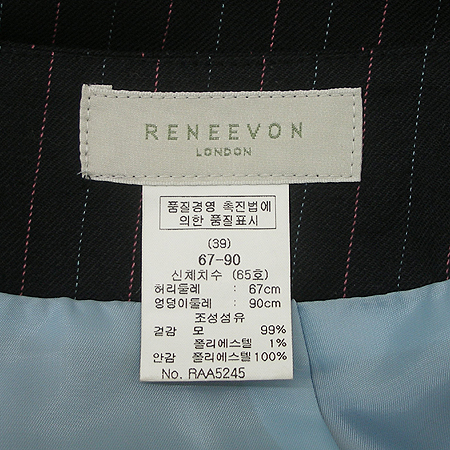 RENEEVON
LONDON
품질경영 촉진법에
의한 품질표시
(39)
67-90
신체치수 (65호)
허리둘레 : 67cm
엉덩이둘레 : 90cm
조성섬유
겉감 모 99%
폴리에스텔 1%
안감 폴리에스텔 100%
No. RAA5245